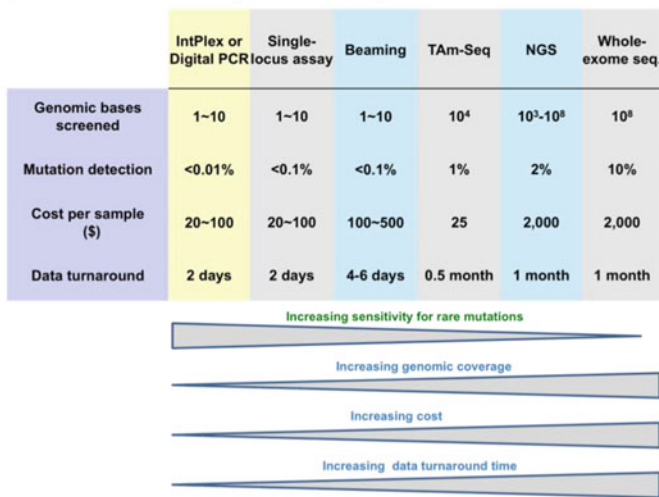 IntPlex or Digital PCR Single-locus assay Beaming TAm-Seq NGS Whole-exome seq.
Genomic bases screened 1~10 1~10 1~10 10⁴ 10³-10⁸ 10⁸
Mutation detection <0.01% <0.1% <0.1% 1% 2% 10%
Cost per sample ($) 20~100 20~100 100~500 25 2,000 2,000
Data turnaround 2 days 2 days 4-6 days 0.5 month 1 month 1 month
Increasing sensitivity for rare mutations
Increasing genomic coverage
Increasing cost
Increasing data turnaround time